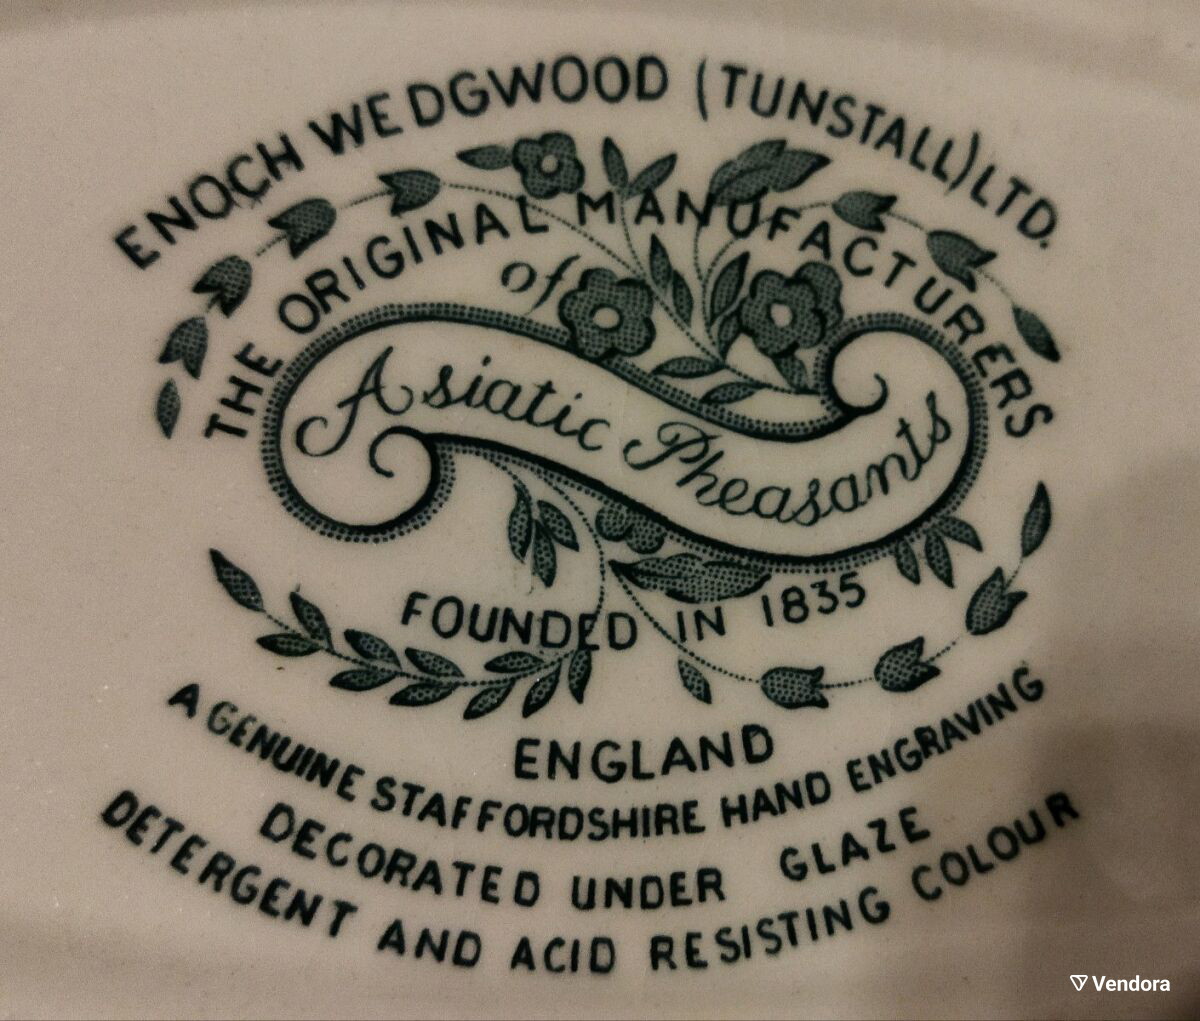 ENOCH WEDGWOOD (TUNSTALL) LTD.
THE ORIGINAL MANUFACTURERS
of
Asiatic Pheasants
FOUNDED IN 1835
ENGLAND
A GENUINE STAFFORDSHIRE HAND ENGRAVING
DECORATED UNDER GLAZE
DETERGENT AND ACID RESISTING COLOUR
Vendora